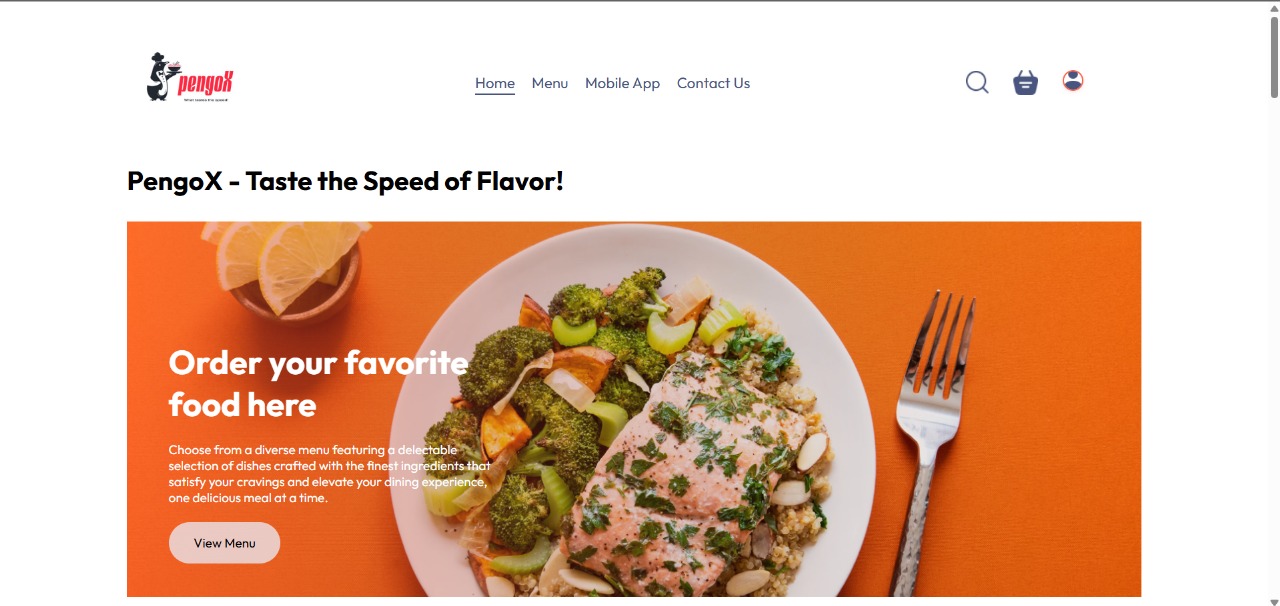 pengoX
Home Menu Mobile App Contact Us
PengoX - Taste the Speed of Flavor!
Order your favorite
food here
Choose from a diverse menu featuring a delectable
selection of dishes crafted with the finest ingredients that
satisfy your cravings and elevate your dining experience,
one delicious meal at a time.
View Menu